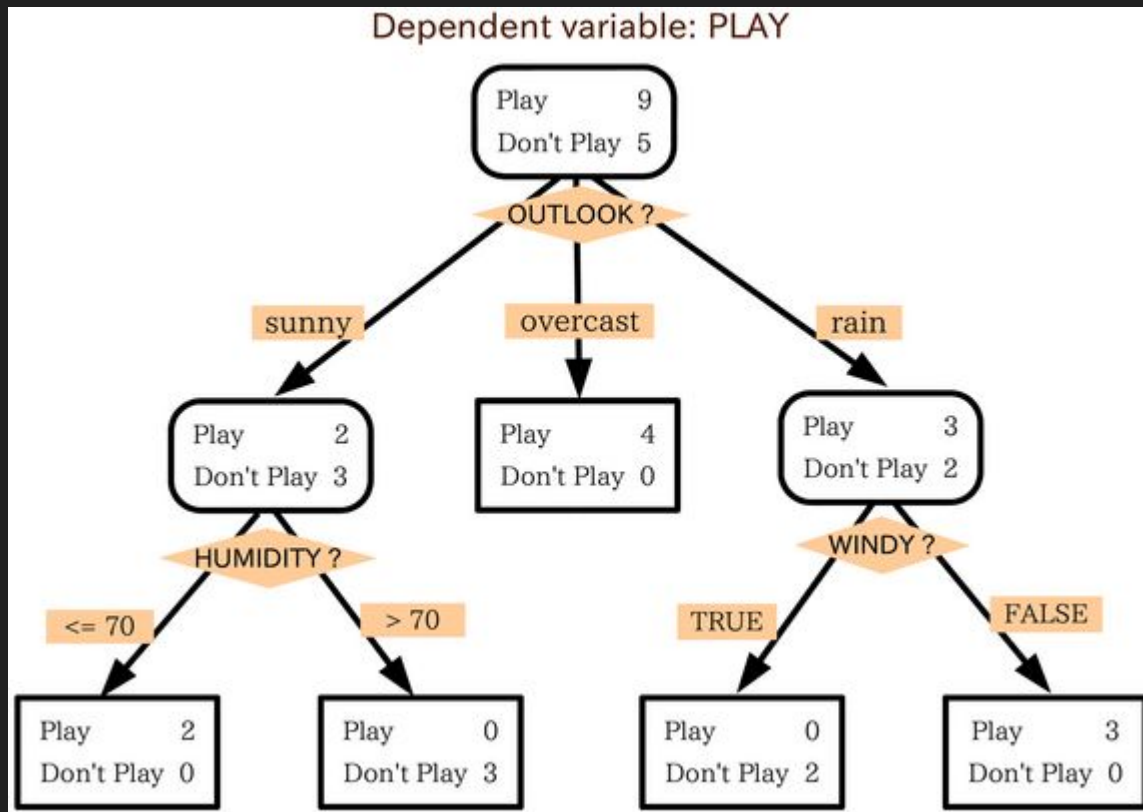 Dependent variable: PLAY
Play 9
Don't Play 5
OUTLOOK ?
sunny
overcast
rain
Play 2
Don't Play 3
Play 4
Don't Play 0
Play 3
Don't Play 2
HUMIDITY ?
WINDY ?
<= 70
> 70
TRUE
FALSE
Play 2
Don't Play 0
Play 0
Don't Play 3
Play 0
Don't Play 2
Play 3
Don't Play 0